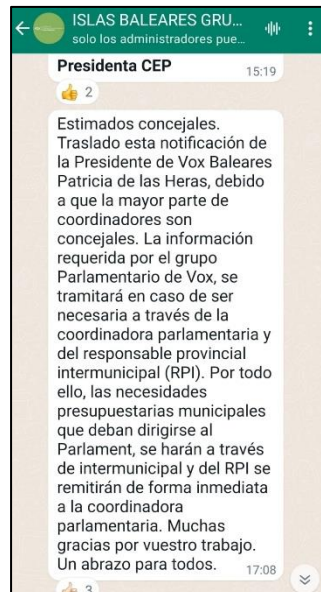 ISLAS BALEARES GRU...
solo los administradores pue...
Presidenta CEP
15:19
2
Estimados concejales.
Traslado esta notificación de
la Presidente de Vox Baleares
Patricia de las Heras, debido
a que la mayor parte de
coordinadores son
concejales. La información
requerida por el grupo
Parlamentario de Vox, se
tramitará en caso de ser
necesaria a través de la
coordinadora parlamentaria y
del responsable provincial
intermunicipal (RPI). Por todo
ello, las necesidades
presupuestarias municipales
que deban dirigirse al
Parlament, se harán a través
de intermunicipal y del RPI se
remitirán de forma inmediata
a la coordinadora
parlamentaria. Muchas
gracias por vuestro trabajo.
Un abrazo para todos.
17:08
3